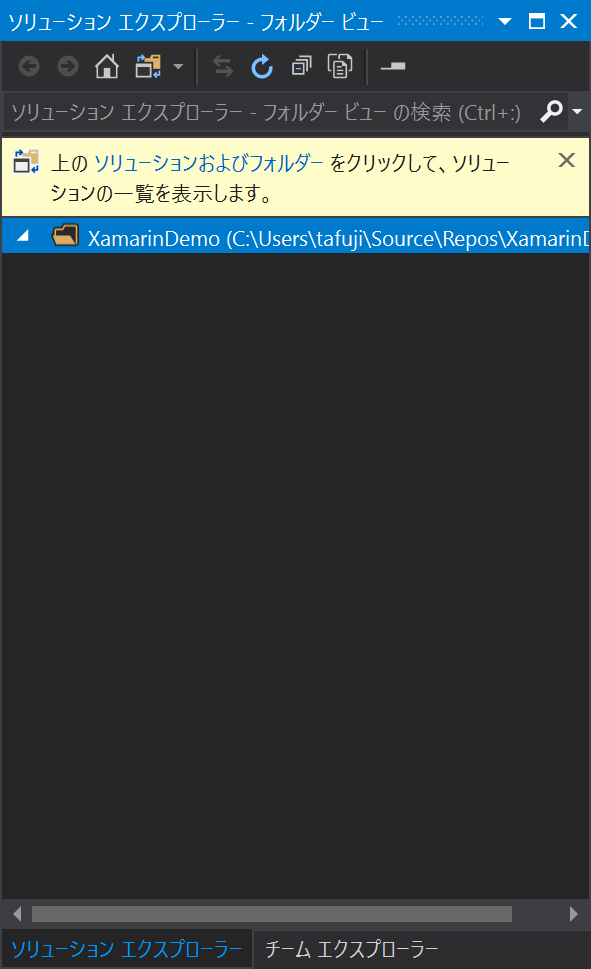 ソリューション エクスプローラー - フォルダー ビュー
ソリューション エクスプローラー - フォルダー ビュー の検索 (Ctrl+:)
上の ソリューションおよびフォルダー をクリックして、ソリュー
ションの一覧を表示します。
XamarinDemo (C:\Users\tafuji\Source\Repos\XamarinD
ソリューション エクスプローラー
チーム エクスプローラー